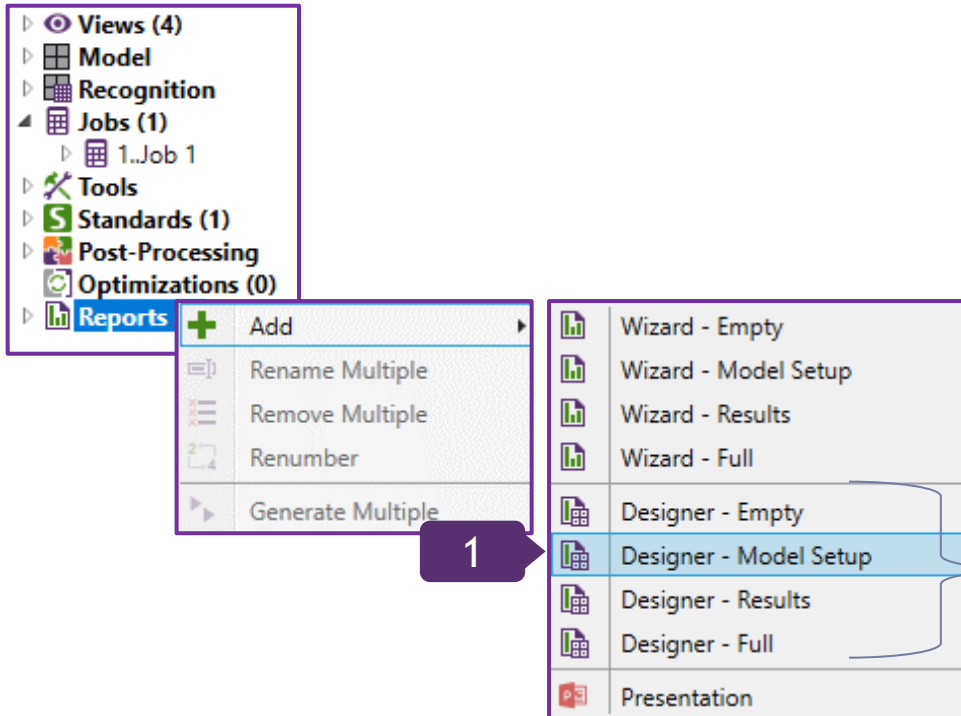 Views (4)
Model
Recognition
Jobs (1)
1..Job 1
Tools
Standards (1)
Post-Processing
Optimizations (0)
Reports
Add
Rename Multiple
Remove Multiple
Renumber
Generate Multiple
1
Wizard - Empty
Wizard - Model Setup
Wizard - Results
Wizard - Full
Designer - Empty
Designer - Model Setup
Designer - Results
Designer - Full
Presentation